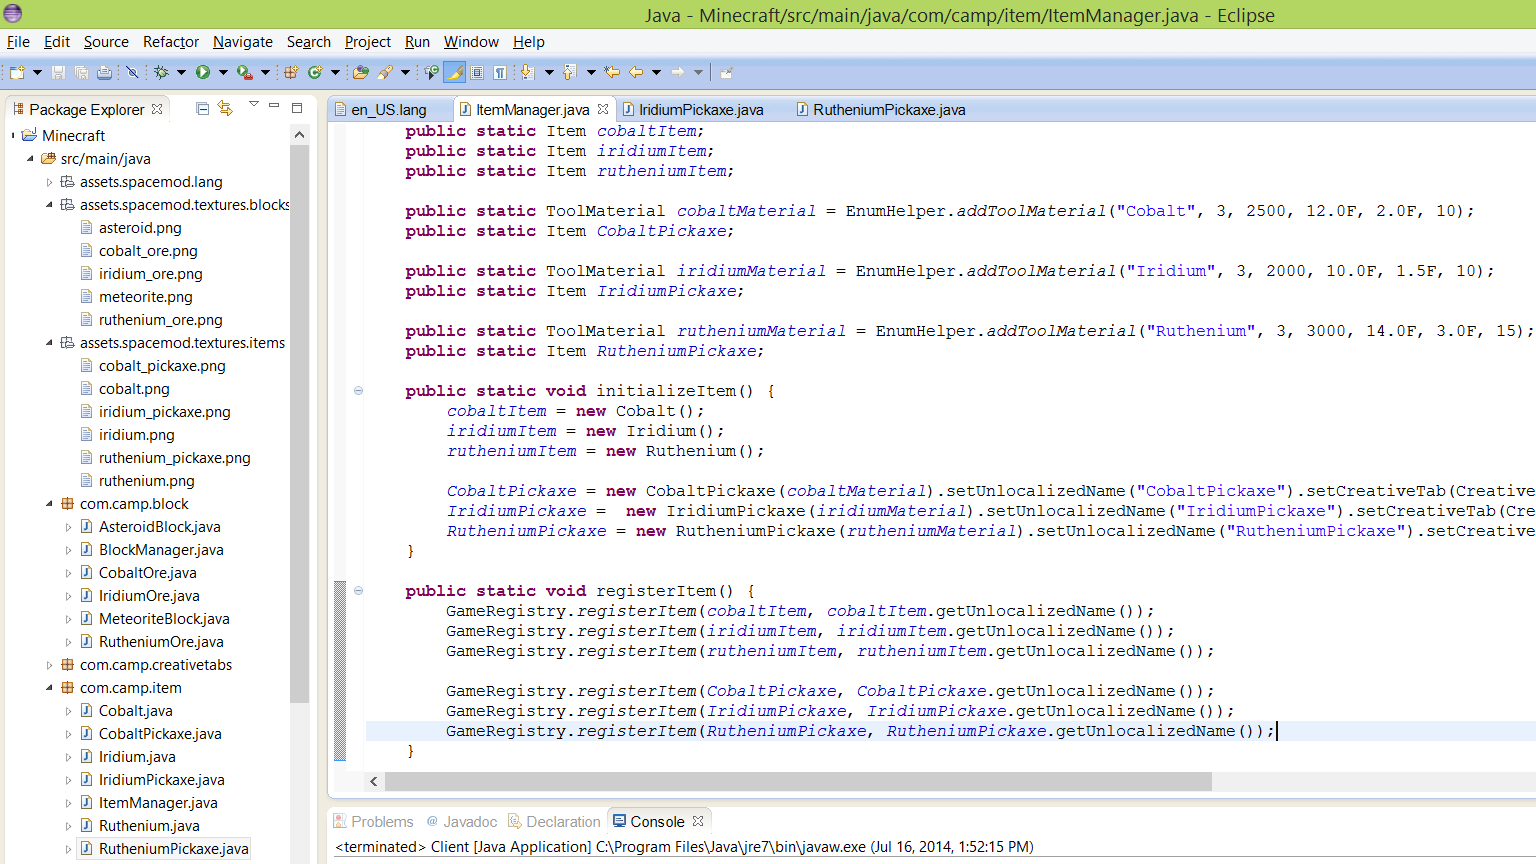 Java - Minecraft/src/main/java/com/camp/item/ItemManager.java - Eclipse
File Edit Source Refactor Navigate Search Project Run Window Help
Package Explorer
Minecraft
src/main/java
assets.spacemod.lang
assets.spacemod.textures.blocks
asteroid.png
cobalt_ore.png
iridium_ore.png
meteorite.png
ruthenium_ore.png
assets.spacemod.textures.items
cobalt_pickaxe.png
cobalt.png
iridium_pickaxe.png
iridium.png
ruthenium_pickaxe.png
ruthenium.png
com.camp.block
AsteroidBlock.java
BlockManager.java
CobaltOre.java
IridiumOre.java
MeteoriteBlock.java
RutheniumOre.java
com.camp.creativetabs
com.camp.item
Cobalt.java
CobaltPickaxe.java
Iridium.java
IridiumPickaxe.java
ItemManager.java
Ruthenium.java
RutheniumPickaxe.java
en_US.lang ItemManager.java IridiumPickaxe.java RutheniumPickaxe.java
public static Item cobaltItem;
public static Item iridiumItem;
public static Item rutheniumItem;
public static ToolMaterial cobaltMaterial = EnumHelper.addToolMaterial("Cobalt", 3, 2500, 12.0F, 2.0F, 10);
public static Item CobaltPickaxe;
public static ToolMaterial iridiumMaterial = EnumHelper.addToolMaterial("Iridium", 3, 2000, 10.0F, 1.5F, 10);
public static Item IridiumPickaxe;
public static ToolMaterial rutheniumMaterial = EnumHelper.addToolMaterial("Ruthenium", 3, 3000, 14.0F, 3.0F, 15);
public static Item RutheniumPickaxe;
public static void initializeItem() {
cobaltItem = new Cobalt();
iridiumItem = new Iridium();
rutheniumItem = new Ruthenium();
CobaltPickaxe = new CobaltPickaxe(cobaltMaterial).setUnlocalizedName("CobaltPickaxe").setCreativeTab(Creative
IridiumPickaxe =  new IridiumPickaxe(iridiumMaterial).setUnlocalizedName("IridiumPickaxe").setCreativeTab(Cre
RutheniumPickaxe = new RutheniumPickaxe(rutheniumMaterial).setUnlocalizedName("RutheniumPickaxe").setCreative
}
public static void registerItem() {
GameRegistry.registerItem(cobaltItem, cobaltItem.getUnlocalizedName());
GameRegistry.registerItem(iridiumItem, iridiumItem.getUnlocalizedName());
GameRegistry.registerItem(rutheniumItem, rutheniumItem.getUnlocalizedName());
GameRegistry.registerItem(CobaltPickaxe, CobaltPickaxe.getUnlocalizedName());
GameRegistry.registerItem(IridiumPickaxe, IridiumPickaxe.getUnlocalizedName());
GameRegistry.registerItem(RutheniumPickaxe, RutheniumPickaxe.getUnlocalizedName());
}
Problems @ Javadoc Declaration Console
<terminated> Client [Java Application] C:\Program Files\Java\jre7\bin\javaw.exe (Jul 16, 2014, 1:52:15 PM)